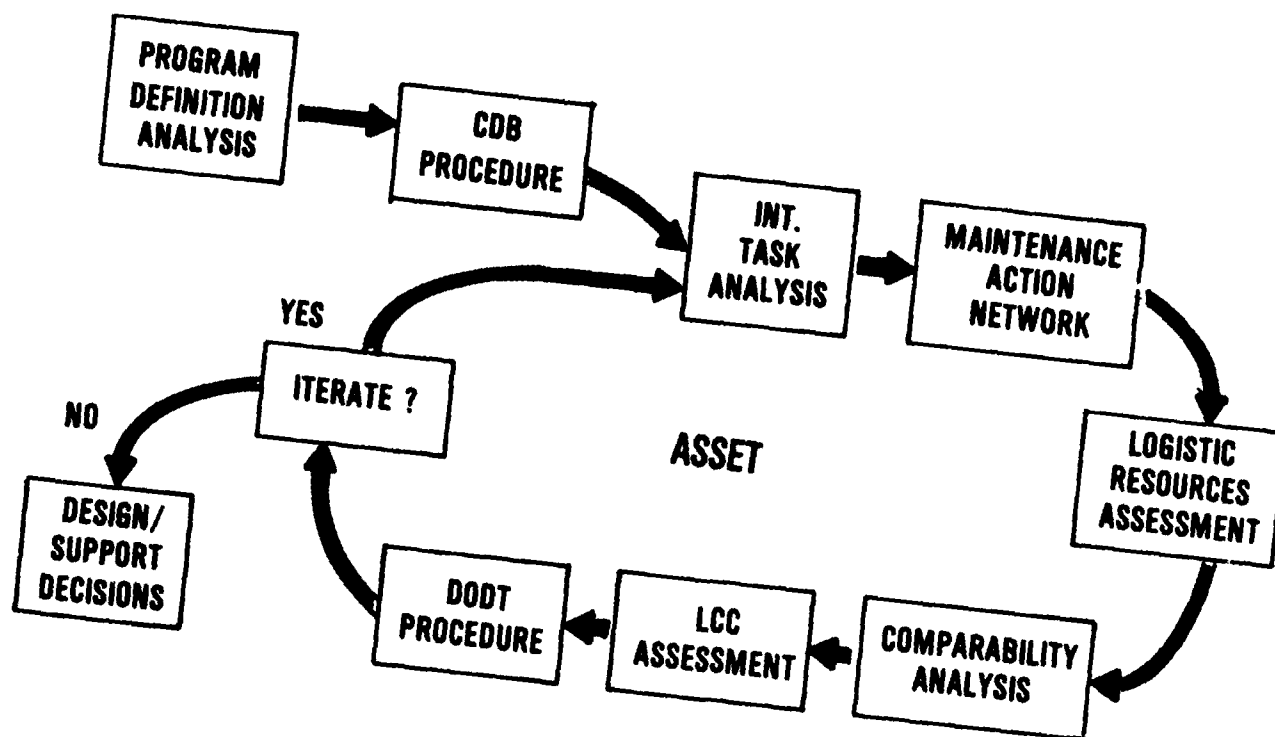 PROGRAM
DEFINITION
ANALYSIS
CDB
PROCEDURE
INT.
TASK
ANALYSIS
MAINTENANCE
ACTION
NETWORK
LOGISTIC
RESOURCES
ASSESSMENT
COMPARABILITY
ANALYSIS
LCC
ASSESSMENT
DODT
PROCEDURE
ITERATE ?
YES
NO
DESIGN/
SUPPORT
DECISIONS
ASSET